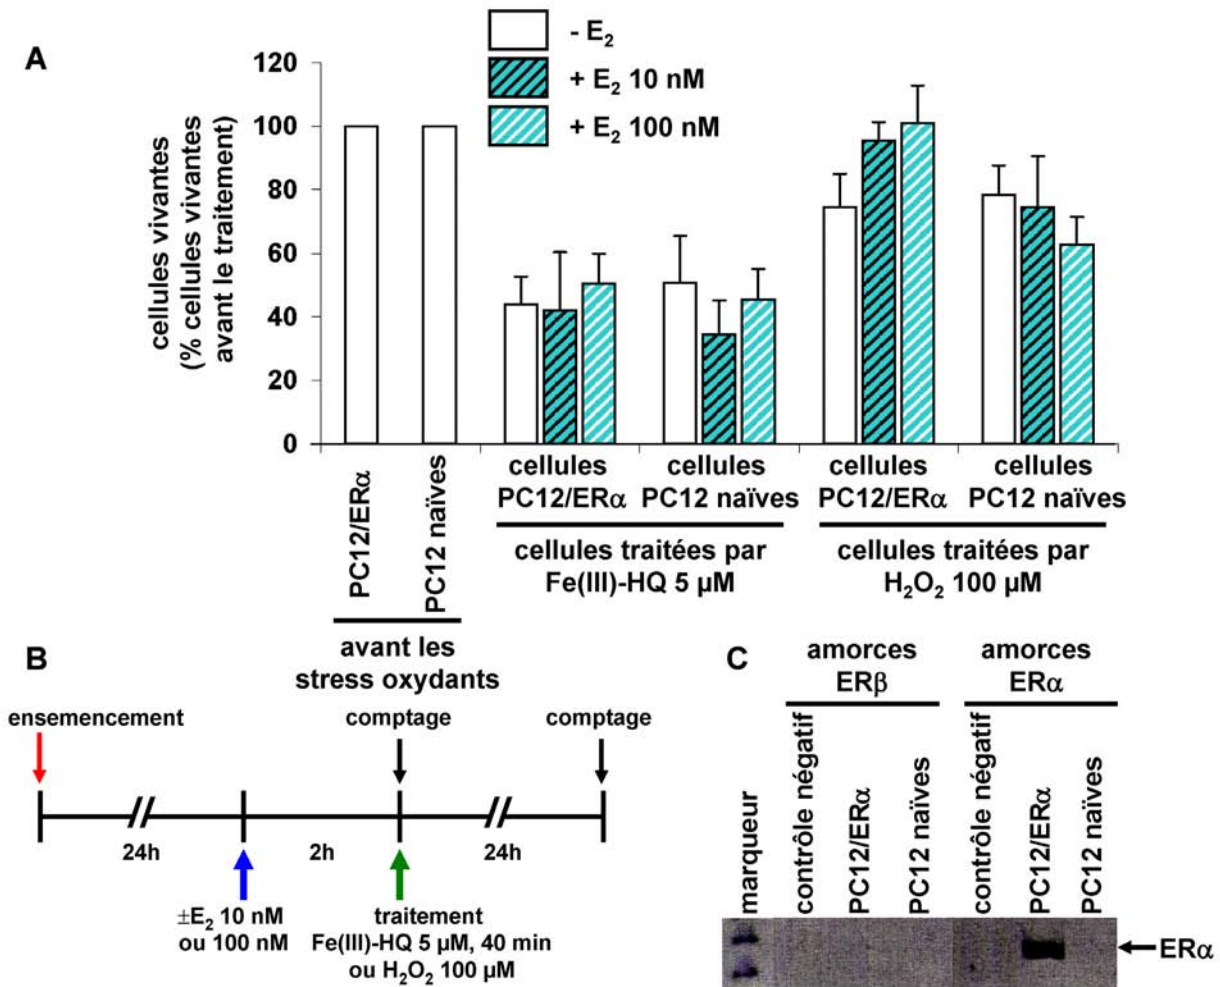 A
- E₂
+ E₂ 10 nM
+ E₂ 100 nM
cellules vivantes
(% cellules vivantes
avant le traitement)
120
100
80
60
40
20
0
PC12/ERα
PC12 naïves
avant les
stress oxydants
cellules
PC12/ERα
cellules
PC12 naïves
cellules traitées par
Fe(III)-HQ 5 µM
cellules
PC12/ERα
cellules
PC12 naïves
cellules traitées par
H₂O₂ 100 µM
B
ensemencement
comptage
comptage
24h
2h
24h
±E₂ 10 nM
ou 100 nM
traitement
Fe(III)-HQ 5 µM, 40 min
ou H₂O₂ 100 µM
C
amorces
ERβ
amorces
ERα
marqueur
contrôle négatif
PC12/ERα
PC12 naïves
contrôle négatif
PC12/ERα
PC12 naïves
ERα